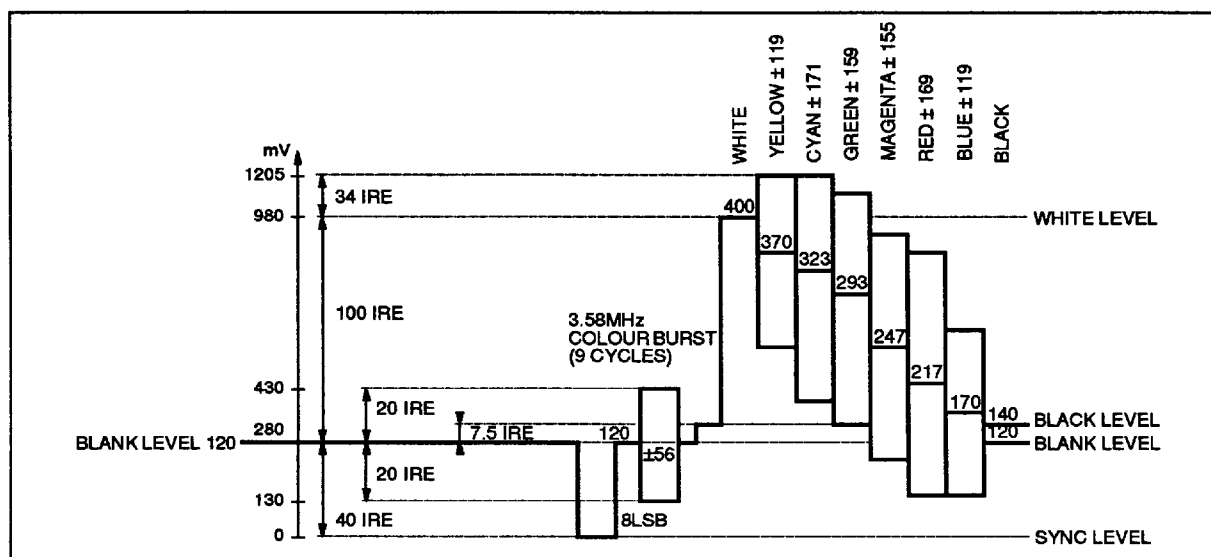 WHITE
YELLOW ± 119
CYAN ± 171
GREEN ± 159
MAGENTA ± 155
RED ± 169
BLUE ± 119
BLACK
mV
1205
34 IRE
980
400
WHITE LEVEL
370
323
293
100 IRE
3.58MHz
COLOUR BURST
(9 CYCLES)
247
217
430
20 IRE
170
140
BLACK LEVEL
280
7.5 IRE
120
BLANK LEVEL 120
120
BLANK LEVEL
±56
20 IRE
130
40 IRE
8LSB
0
SYNC LEVEL